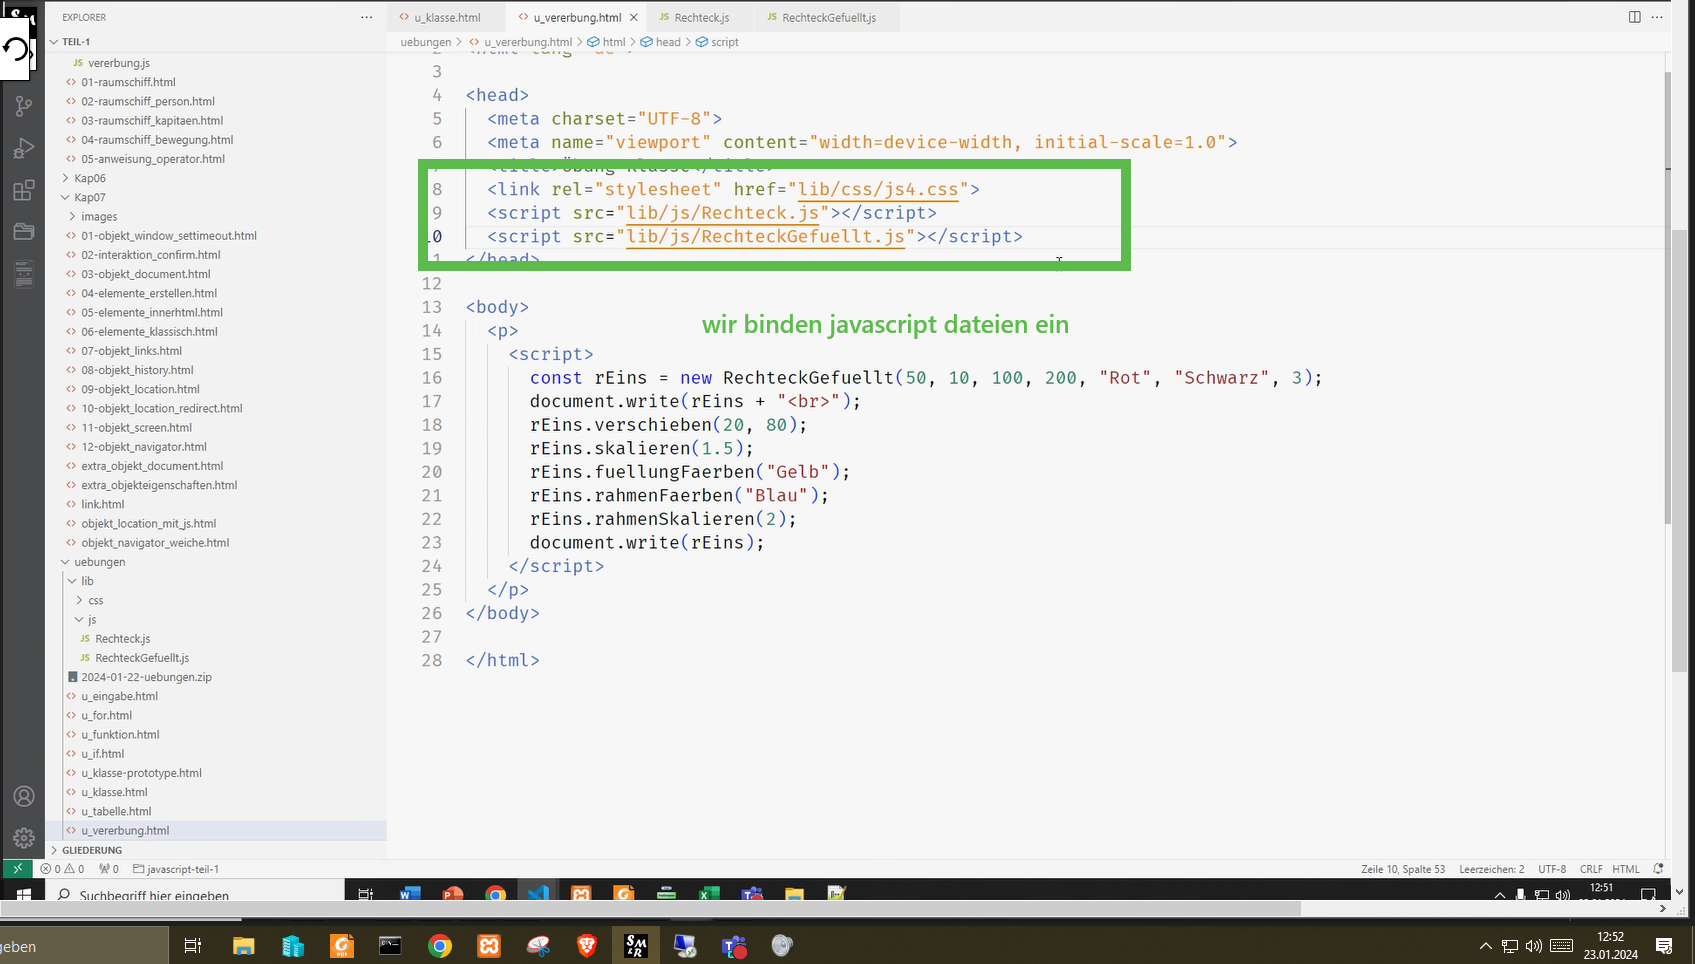 EXPLORER
TEIL-1
vererbung.js
01-raumschiff.html
02-raumschiff_person.html
03-raumschiff_kapitaen.html
04-raumschiff_bewegung.html
05-anweisung_operator.html
Kap06
Kap07
images
01-objekt_window_settimeout.html
02-interaktion_confirm.html
03-objekt_document.html
04-elemente_erstellen.html
05-elemente_innerhtml.html
06-elemente_klassisch.html
07-objekt_links.html
08-objekt_history.html
09-objekt_location.html
10-objekt_location_redirect.html
11-objekt_screen.html
12-objekt_navigator.html
extra_objekt_document.html
extra_objekteigenschaften.html
link.html
objekt_location_mit_js.html
objekt_navigator_weiche.html
uebungen
lib
css
js
JS Rechteck.js
JS RechteckGefuellt.js
2024-01-22-uebungen.zip
u_eingabe.html
u_for.html
u_funktion.html
u_if.html
u_klasse-prototype.html
u_klasse.html
u_tabelle.html
u_vererbung.html
GLIEDERUNG
u_klasse.html u_vererbung.html JS Rechteck.js JS RechteckGefuellt.js
uebungen > u_vererbung.html > html > head > script
3
4 <head>
5 <meta charset="UTF-8">
6 <meta name="viewport" content="width=device-width, initial-scale=1.0">
8 <link rel="stylesheet" href="lib/css/js4.css">
9 <script src="lib/js/Rechteck.js"></script>
10 <script src="lib/js/RechteckGefuellt.js"></script>
</head>
12
13 <body>
wir binden javascript dateien ein
14 <p>
15 <script>
16 const rEins = new RechteckGefuellt(50, 10, 100, 200, "Rot", "Schwarz", 3);
17 document.write(rEins + "<br>");
18 rEins.verschieben(20, 80);
19 rEins.skalieren(1.5);
20 rEins.fuellungFaerben("Gelb");
21 rEins.rahmenFaerben("Blau");
22 rEins.rahmenSkalieren(2);
23 document.write(rEins);
24 </script>
25 </p>
26 </body>
27
28 </html>
0 0 0 javascript-teil-1 Zeile 10, Spalte 53 Leerzeichen: 2 UTF-8 CRLF HTML
Suchbegriff hier eingeben 12:51
geben 12:52
23.01.2024